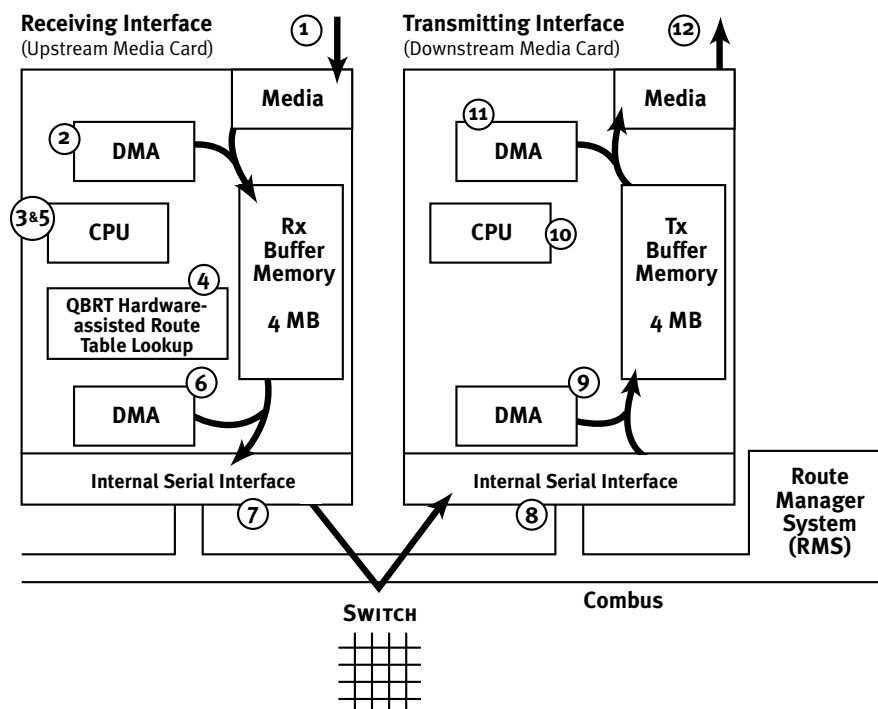 Receiving Interface
(Upstream Media Card)
1
Media
2
DMA
3&5
CPU
Rx
Buffer
Memory
4 MB
4
QBRT Hardware-
assisted Route
Table Lookup
6
DMA
Internal Serial Interface
7
Transmitting Interface
(Downstream Media Card)
12
Media
11
DMA
CPU
10
Tx
Buffer
Memory
4 MB
9
DMA
Internal Serial Interface
8
Route
Manager
System
(RMS)
Combus
SWITCH